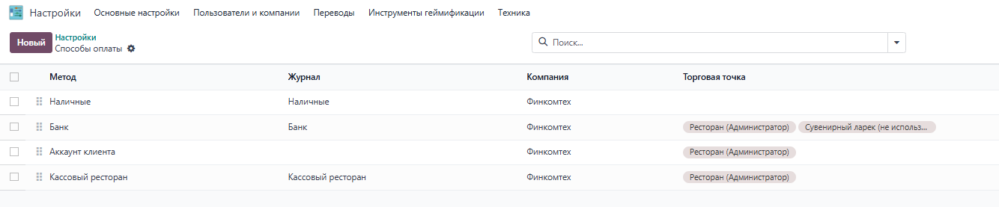 Настройки Основные настройки Пользователи и компании Переводы Инструменты геймификации Техника
Новый Настройки
Способы оплаты
Поиск...
Метод Журнал Компания Торговая точка
Наличные Наличные Финкомтех
Банк Банк Финкомтех Ресторан (Администратор) Сувенирный ларек (не использ...
Аккаунт клиента Финкомтех Ресторан (Администратор)
Кассовый ресторан Кассовый ресторан Финкомтех Ресторан (Администратор)